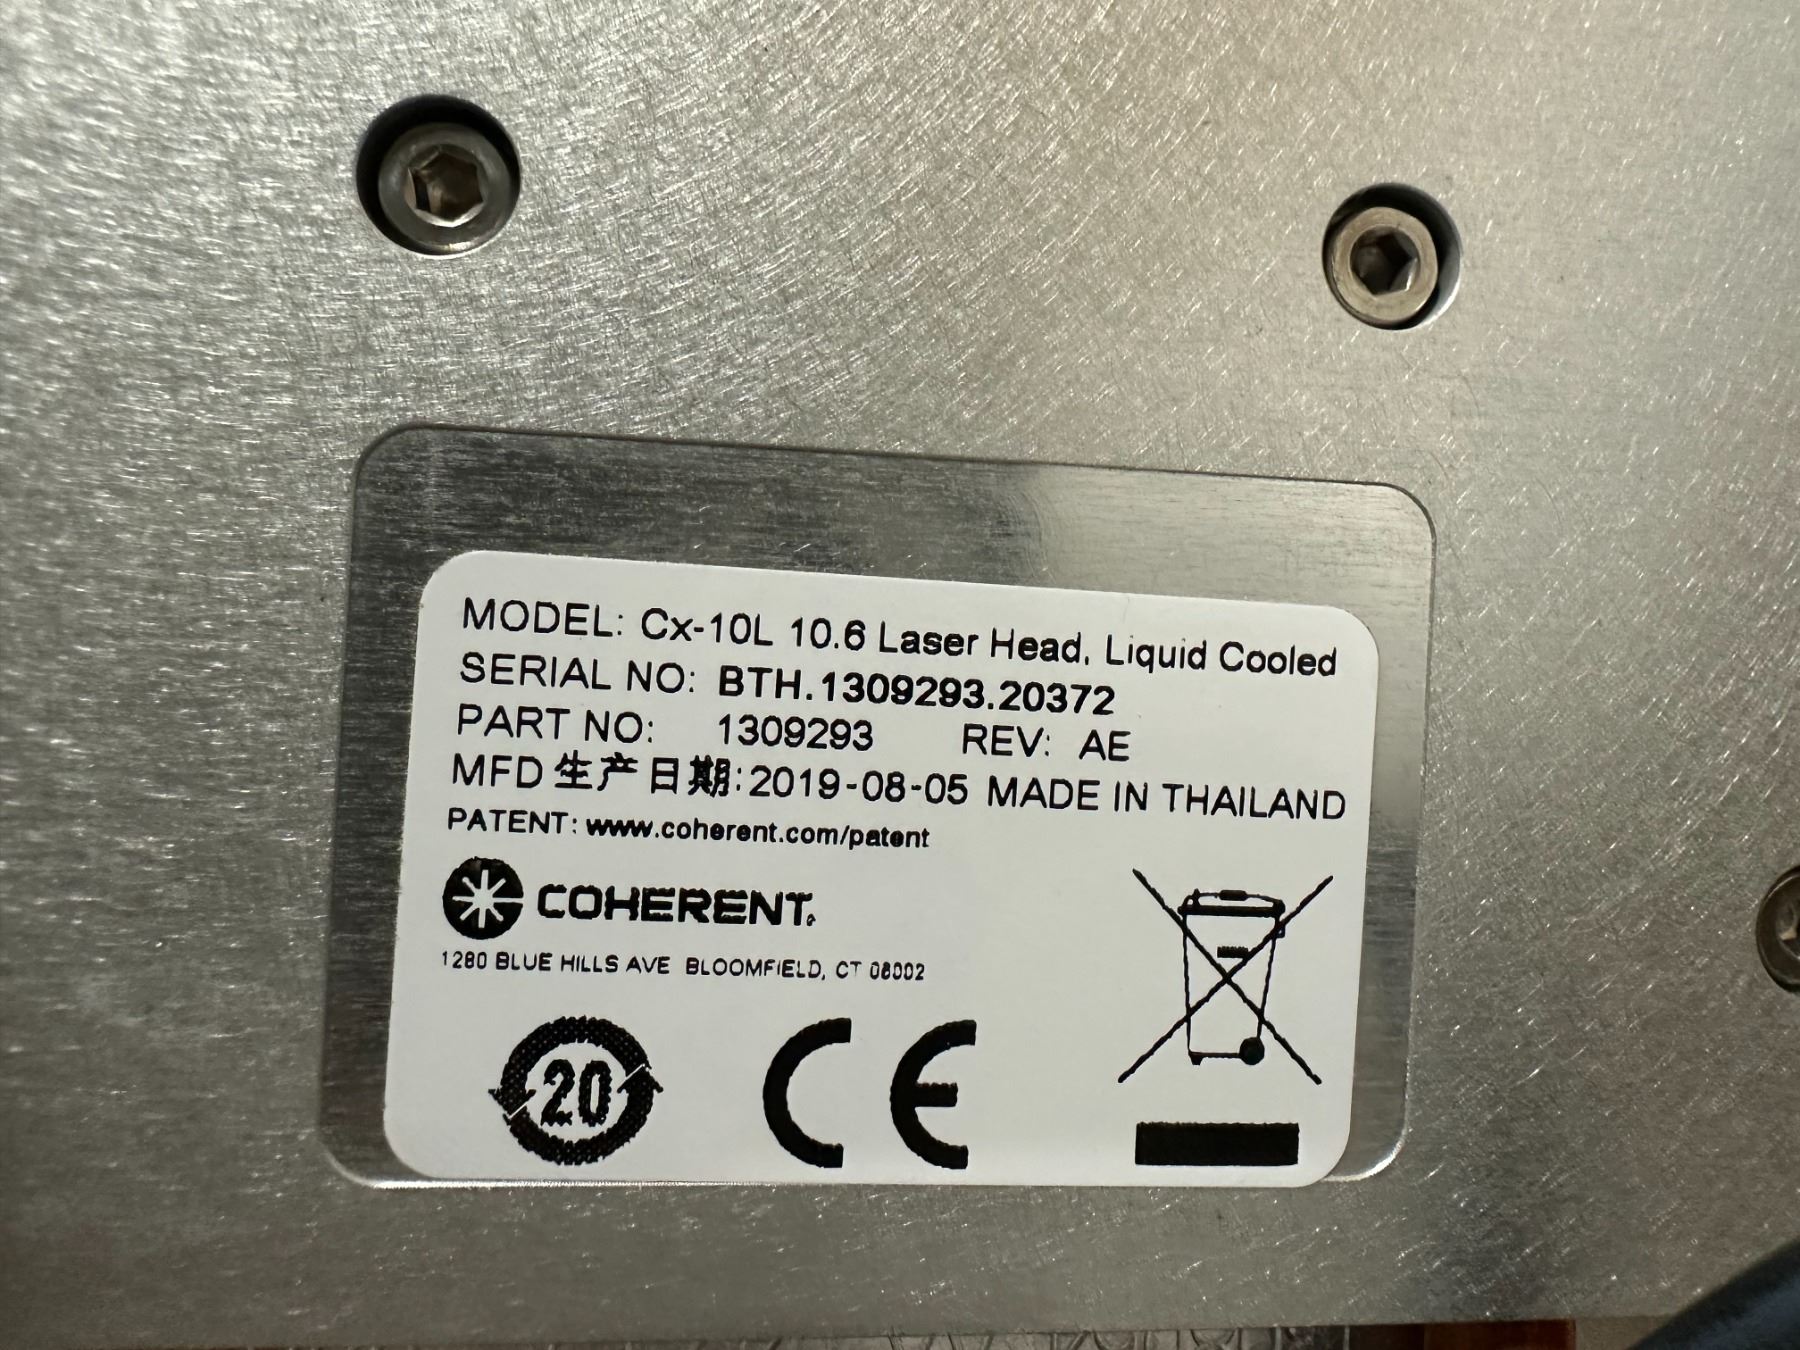 MODEL: Cx-10L 10.6 Laser Head, Liquid Cooled
SERIAL NO: BTH.1309293.20372
PART NO: 1309293 REV: AE
MFD 生产日期:2019-08-05 MADE IN THAILAND
PATENT: www.coherent.com/patent
COHERENT.
1280 BLUE HILLS AVE BLOOMFIELD, CT 06002
20 CE